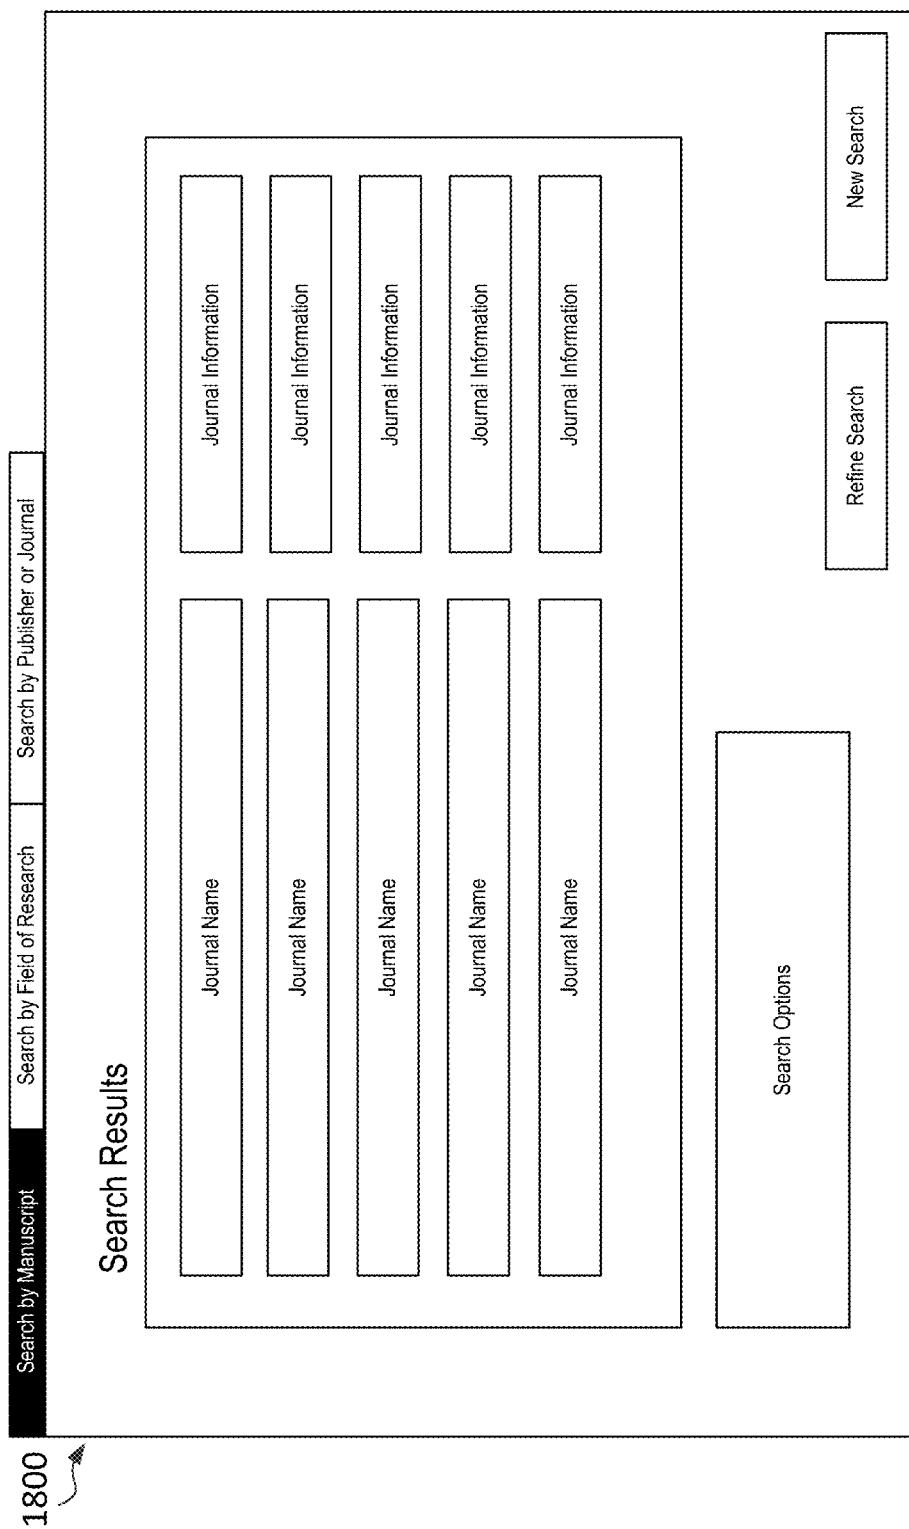 1800
Search by Manuscript
Search by Field of Research
Search by Publisher or Journal
Search Results
Journal Name
Journal Information
Journal Name
Journal Information
Journal Name
Journal Information
Journal Name
Journal Information
Journal Name
Journal Information
Search Options
Refine Search
New Search